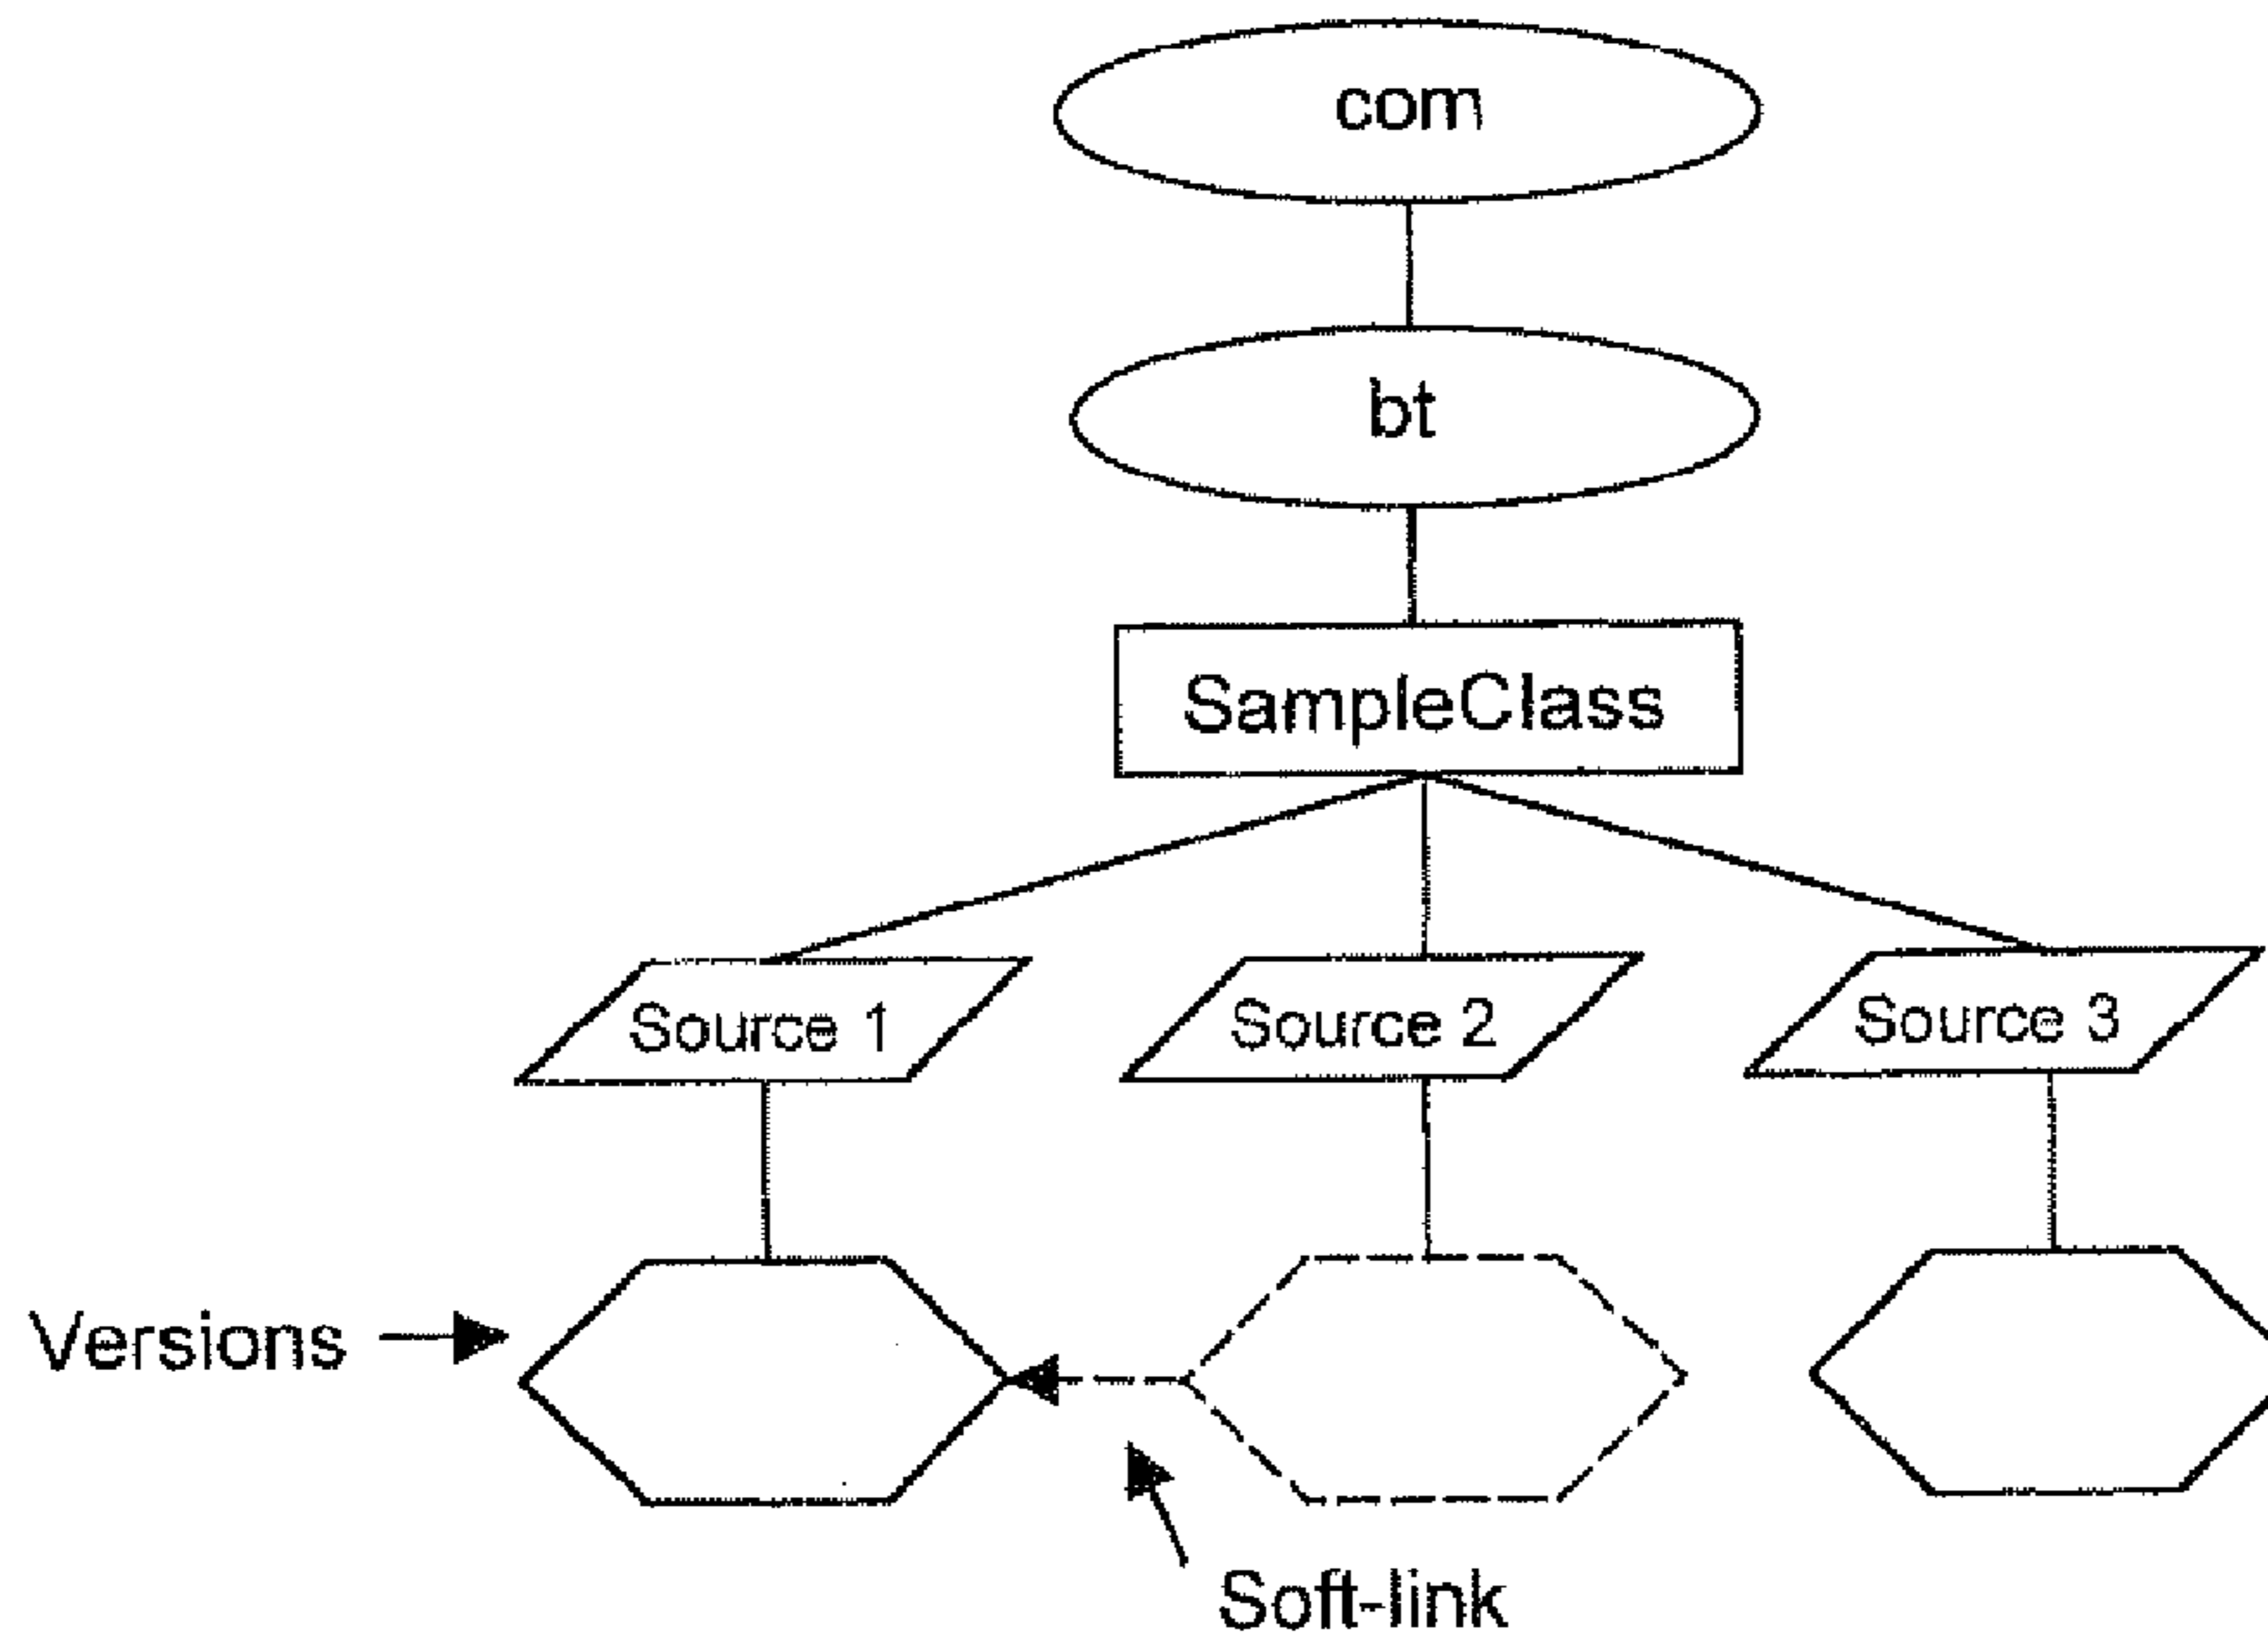 com
bt
SampleClass
Source 1
Source 2
Source 3
Versions
Soft-link